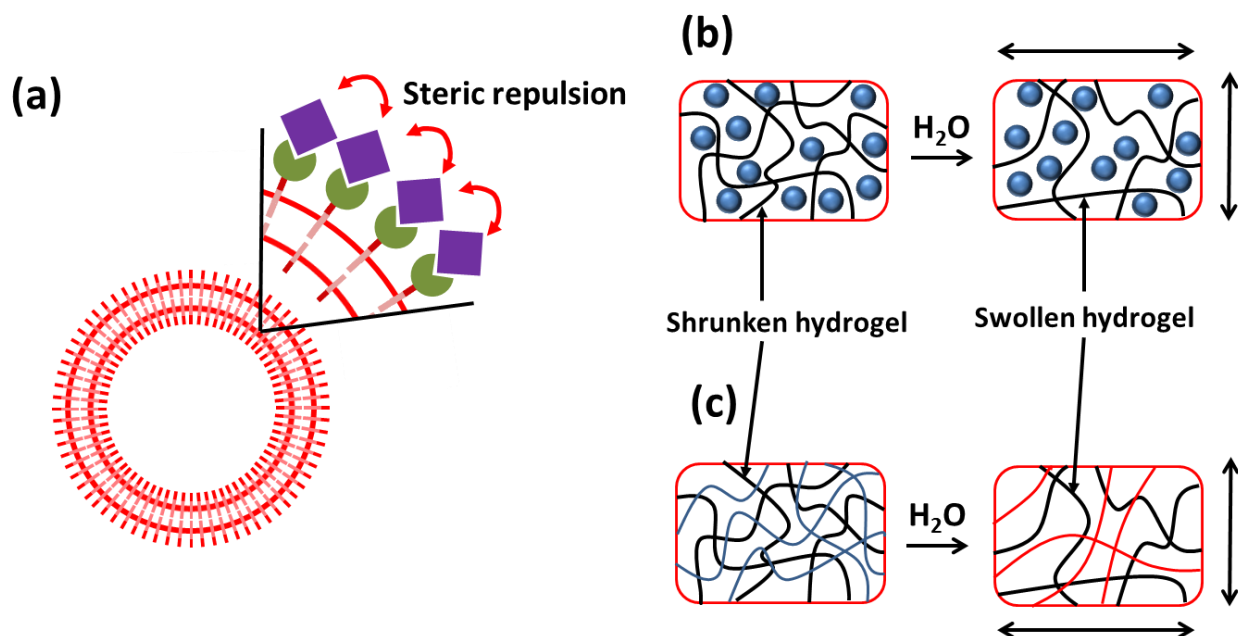 (a)
Steric repulsion
(b)
H₂O
Shrunken hydrogel
Swollen hydrogel
(c)
H₂O